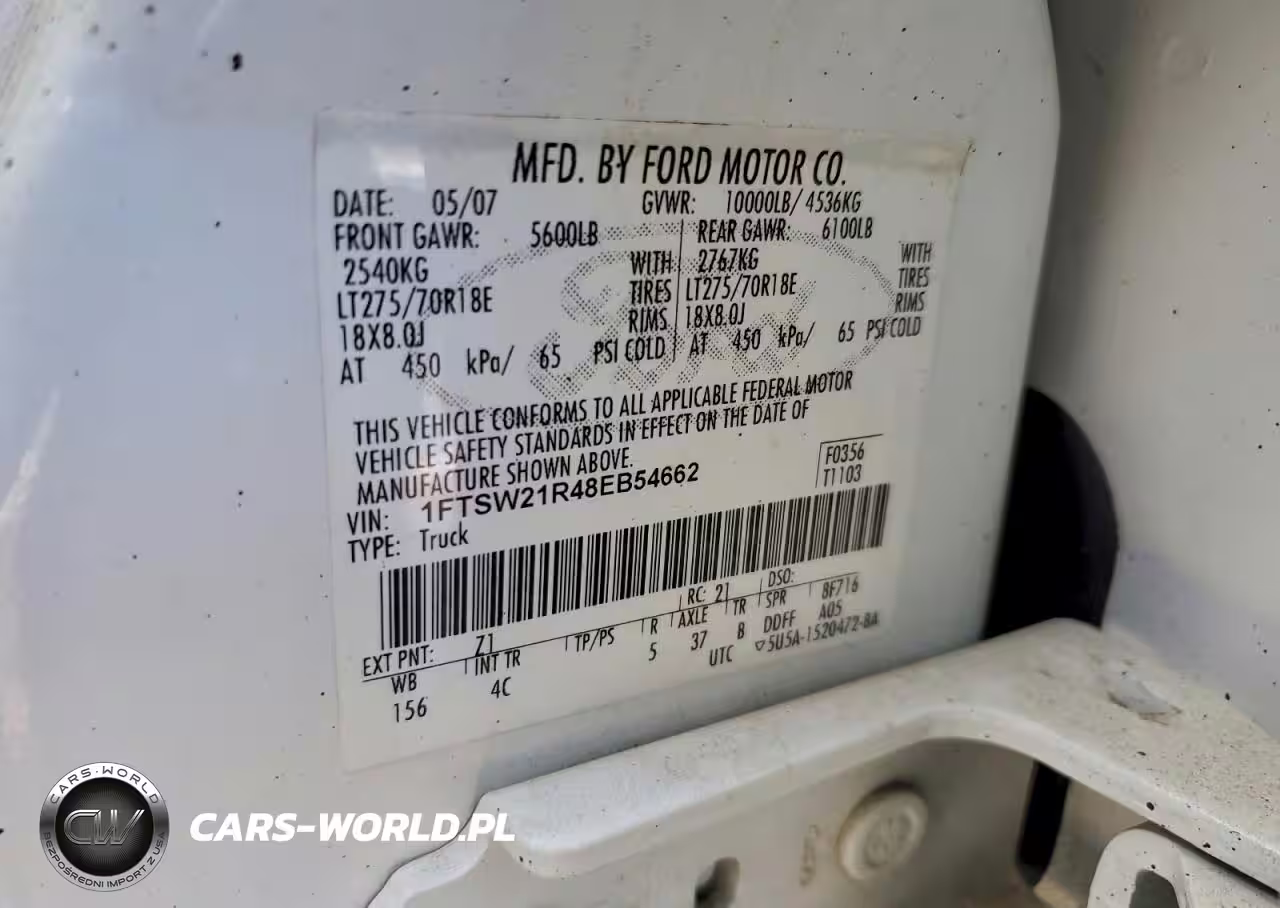 MFD. BY FORD MOTOR CO.
DATE: 05/07 GVWR: 10000LB/ 4536KG
FRONT GAWR: 5600LB REAR GAWR: 6100LB
2540KG WITH 2767KG WITH
LT275/70R18E TIRES LT275/70R18E TIRES
18X8.0J RIMS 18X8.0J RIMS
AT 450 kPa/ 65 PSI COLD AT 450 kPa/ 65 PSI COLD
THIS VEHICLE CONFORMS TO ALL APPLICABLE FEDERAL MOTOR
VEHICLE SAFETY STANDARDS IN EFFECT ON THE DATE OF
MANUFACTURE SHOWN ABOVE.
VIN: 1FTSW21R48EB54662
F0356
T1103
TYPE: Truck
RC: 21 DSO:
EXT PNT: Z1 8F716
WB INT TR TP/PS R AXLE TR SPR A05
156 4C 5 37 B DDFF
UTC ▽5U5A-1520472-BA
CARS-WORLD
CW
BEZPOŚREDNI IMPORT Z USA
CARS-WORLD.PL